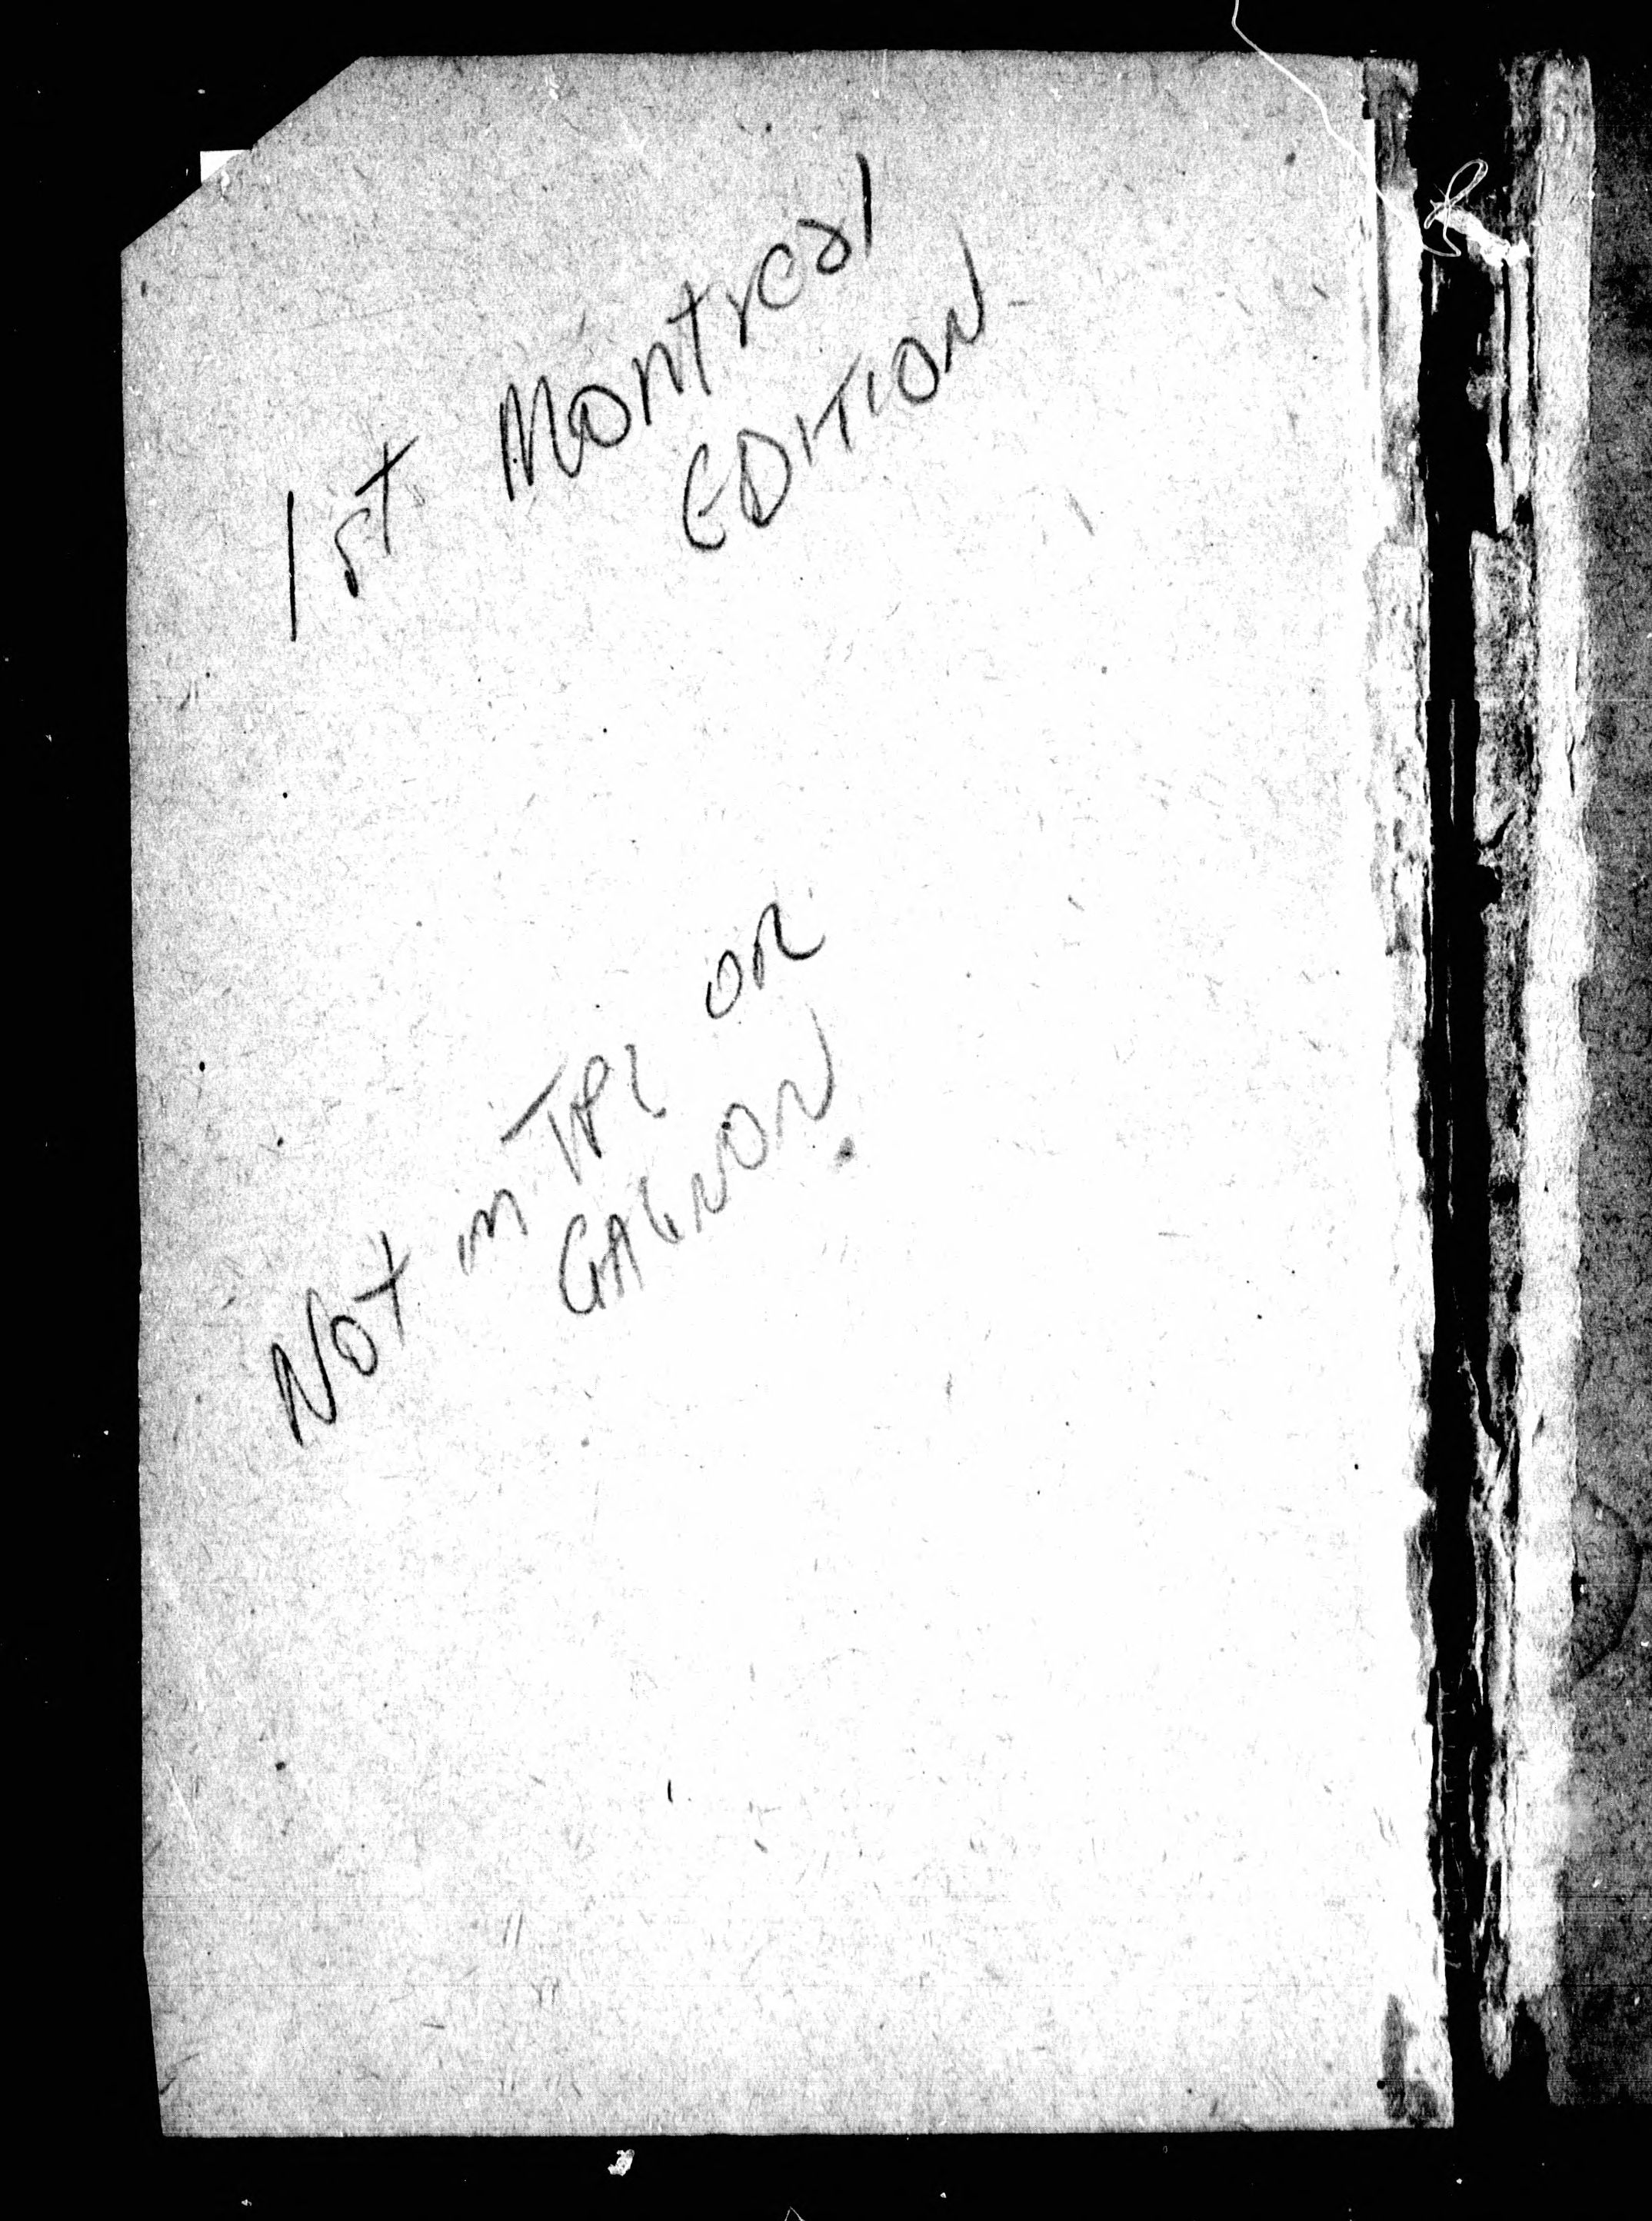 1st Montreal
EDITION
Not in TPL OR
GAGNON